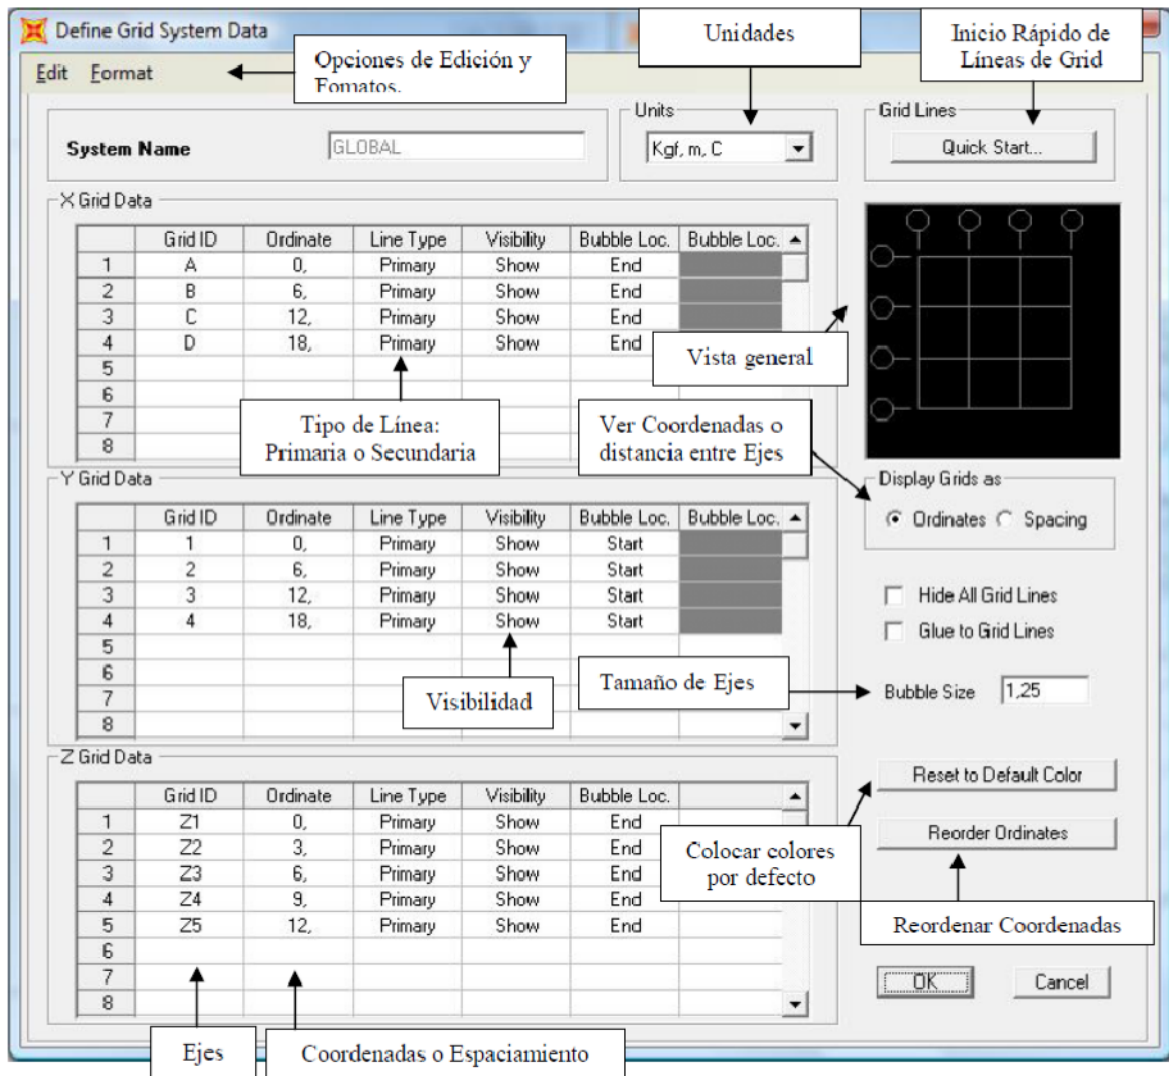 Define Grid System Data
Unidades
Inicio Rápido de
Líneas de Grid
Edit Format
Opciones de Edición y
Fomatos.
System Name GLOBAL
Units
Kgf, m, C
Grid Lines
Quick Start...
X Grid Data
Grid ID Ordinate Line Type Visibility Bubble Loc. Bubble Loc.
1 A 0, Primary Show End
2 B 6, Primary Show End
3 C 12, Primary Show End
4 D 18, Primary Show End
5
6
7
8
Vista general
Tipo de Línea:
Primaria o Secundaria
Ver Coordenadas o
distancia entre Ejes
Y Grid Data
Grid ID Ordinate Line Type Visibility Bubble Loc. Bubble Loc.
1 1 0, Primary Show Start
2 2 6, Primary Show Start
3 3 12, Primary Show Start
4 4 18, Primary Show Start
5
6
7
8
Display Grids as
Ordinates Spacing
Hide All Grid Lines
Glue to Grid Lines
Visibilidad
Tamaño de Ejes
Bubble Size 1,25
Z Grid Data
Grid ID Ordinate Line Type Visibility Bubble Loc.
1 Z1 0, Primary Show End
2 Z2 3, Primary Show End
3 Z3 6, Primary Show End
4 Z4 9, Primary Show End
5 Z5 12, Primary Show End
6
7
8
Reset to Default Color
Reorder Ordinates
Colocar colores
por defecto
Reordenar Coordenadas
OK Cancel
Ejes
Coordenadas o Espaciamiento